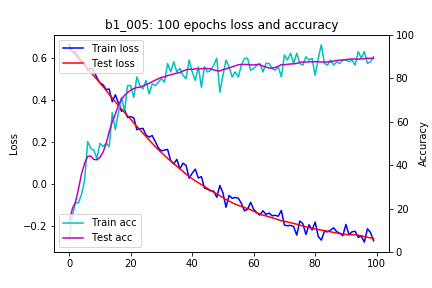 b1_005: 100 epochs loss and accuracy
Train loss
Test loss
Train acc
Test acc
Loss
0.6
0.4
0.2
0.0
−0.2
Accuracy
100
80
60
40
20
0
0
20
40
60
80
100